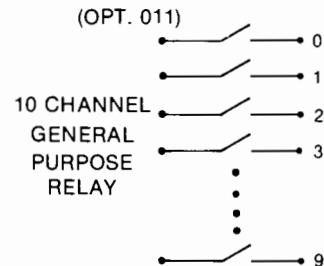 (OPT. 011)
0
1
10 CHANNEL
2
GENERAL
3
PURPOSE
RELAY
9